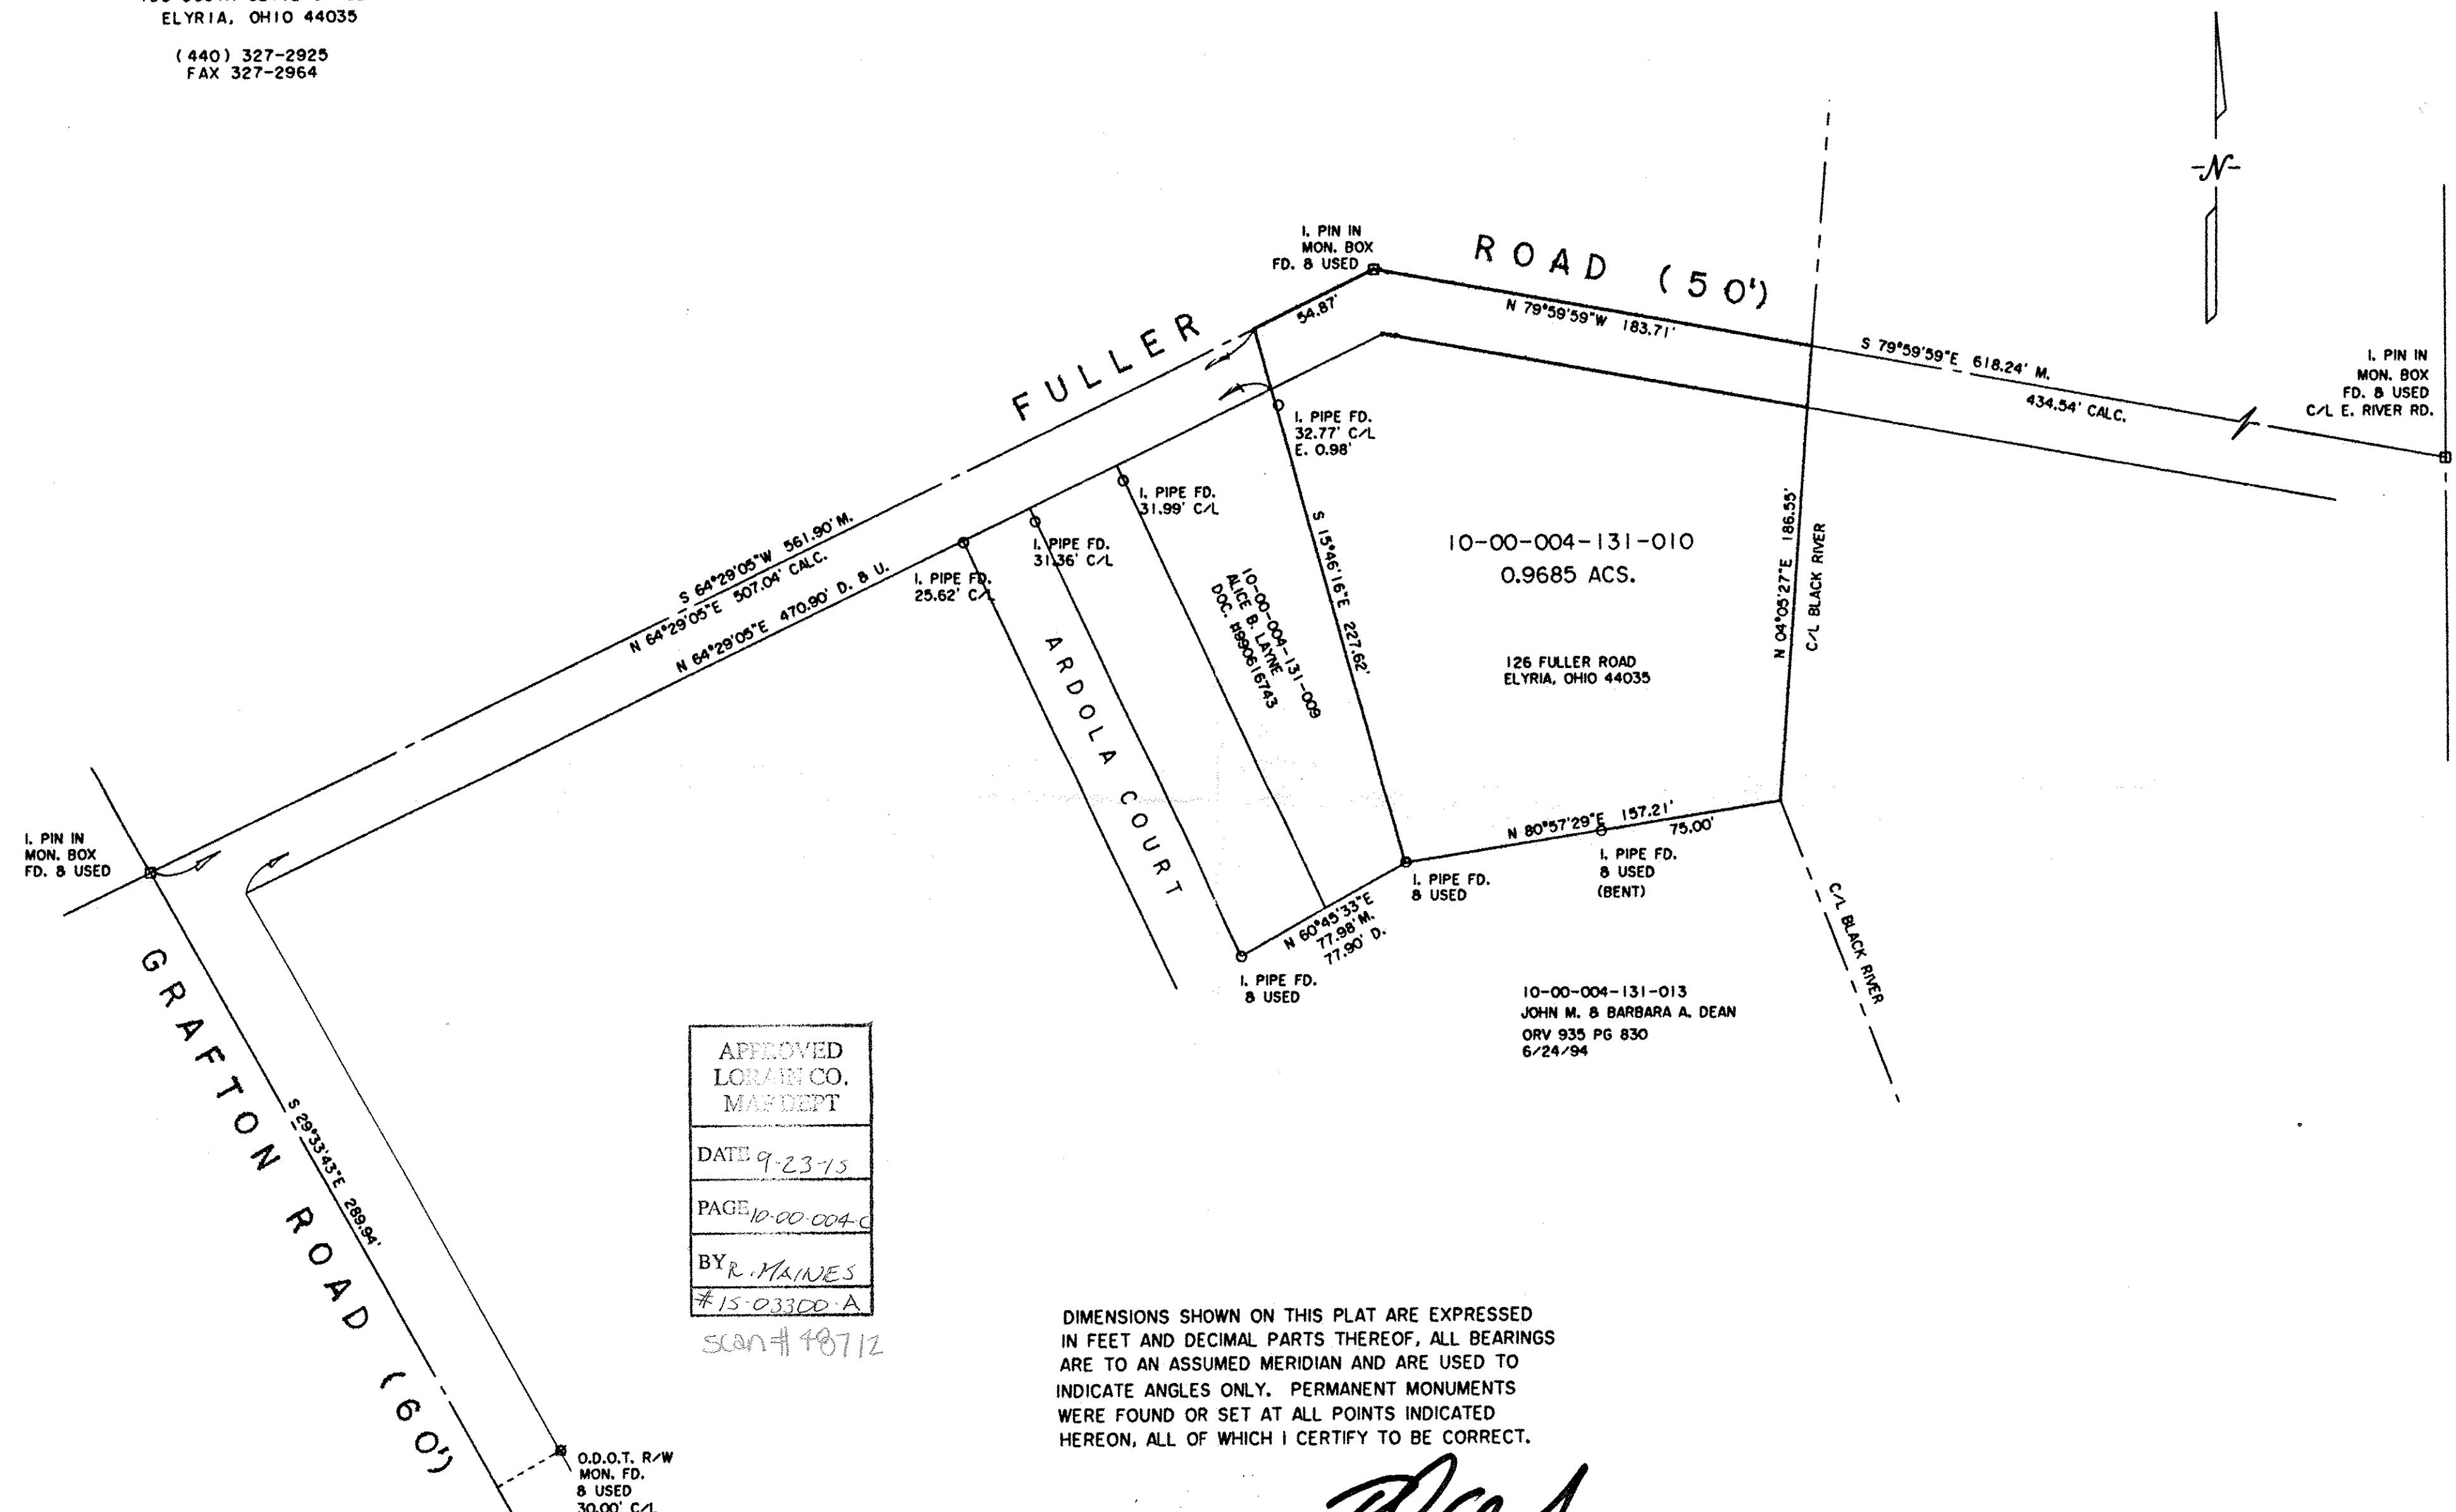 ELYRIA, OHIO 44035
(440) 327-2925
FAX 327-2964
-N-
I. PIN IN
MON. BOX
FD. & USED
ROAD (50')
54.87'
N 79°59'59"W 183.71'
S 79°59'59"E 618.24' M.
434.54' CALC.
I. PIN IN
MON. BOX
FD. & USED
C/L E. RIVER RD.
FULLER
I. PIPE FD.
32.77' C/L
E. 0.98'
I. PIPE FD.
31.99' C/L
I. PIPE FD.
31.36' C/L
I. PIPE FD.
25.62' C/L
S 64°29'05"W 561.90' M.
N 64°29'05"E 507.04' CALC.
N 64°29'05"E 470.90' D. & U.
S 15°46'16"E 227.62'
10-00-004-131-010
0.9685 ACS.
126 FULLER ROAD
ELYRIA, OHIO 44035
N 04°05'27"E 186.55'
C/L BLACK RIVER
10-00-004-131-009
ALICE B. LAYNE
DOC. #990616743
ARDOLA COURT
I. PIN IN
MON. BOX
FD. & USED
N 80°57'29"E 157.21'
75.00'
I. PIPE FD.
& USED
(BENT)
I. PIPE FD.
& USED
N 60°45'33"E
77.98' M.
77.90' D.
I. PIPE FD.
& USED
C/L BLACK RIVER
10-00-004-131-013
JOHN M. & BARBARA A. DEAN
ORV 935 PG 830
6/24/94
GRAFTON ROAD (60')
S 29°33'43"E 289.94'
APPROVED
LORAIN CO.
MAP DEPT
DATE 9-23-15
PAGE 10-00-004-C
BY R. MAINES
#15-03300-A
Scan# 48712
DIMENSIONS SHOWN ON THIS PLAT ARE EXPRESSED
IN FEET AND DECIMAL PARTS THEREOF, ALL BEARINGS
ARE TO AN ASSUMED MERIDIAN AND ARE USED TO
INDICATE ANGLES ONLY. PERMANENT MONUMENTS
WERE FOUND OR SET AT ALL POINTS INDICATED
HEREON, ALL OF WHICH I CERTIFY TO BE CORRECT.
O.D.O.T. R/W
MON. FD.
& USED
30.00' C/L